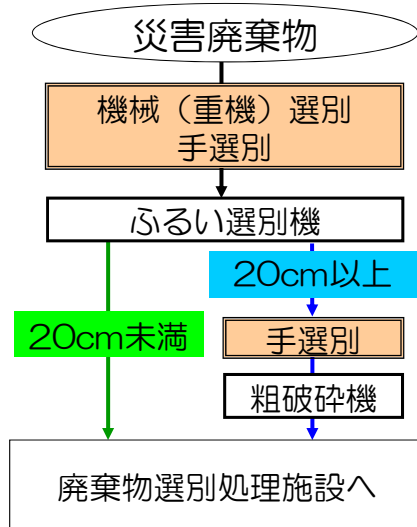 災害廃棄物
機械（重機）選別
手選別
ふるい選別機
20cm以上
20cm未満
手選別
粗破砕機
廃棄物選別処理施設へ